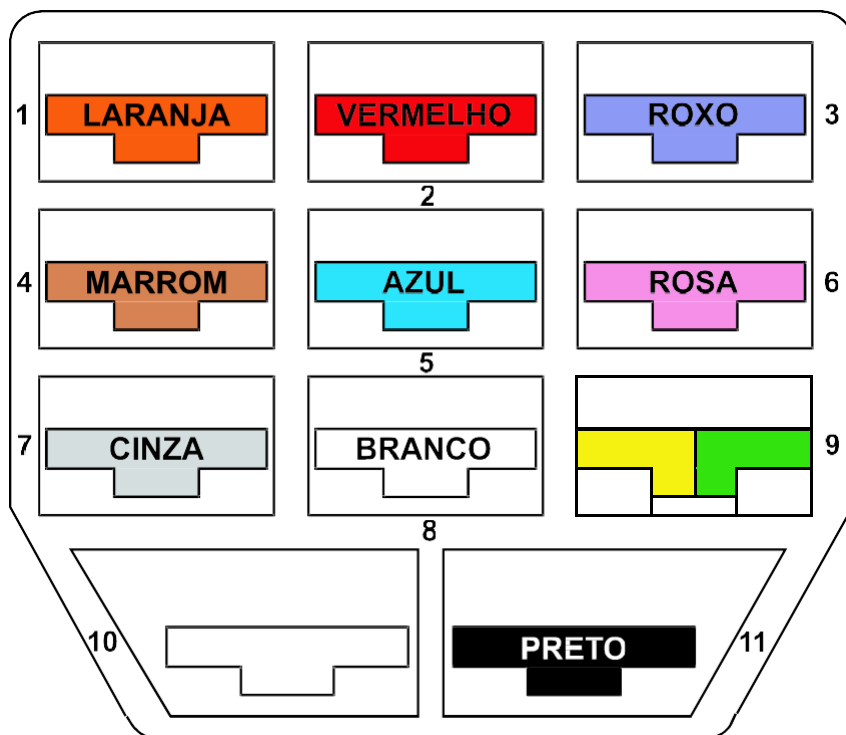 1 LARANJA VERMELHO ROXO 3
2
4 MARROM AZUL ROSA 6
5
7 CINZA BRANCO 9
8
10 PRETO 11